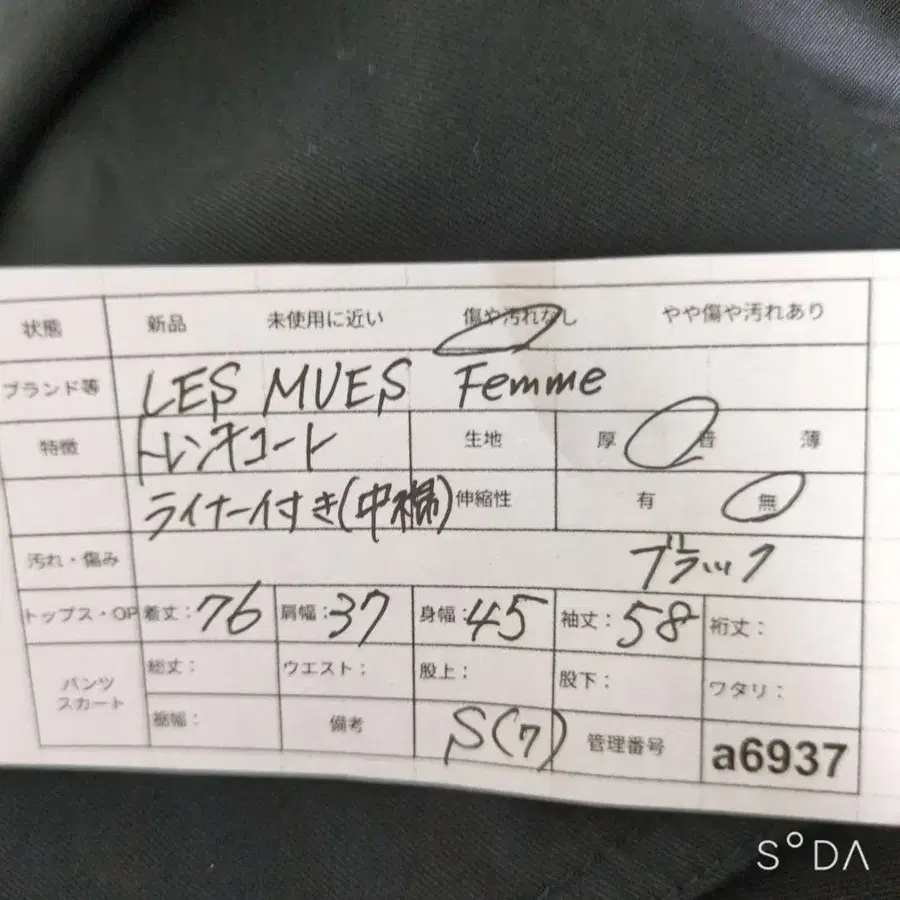 状態 新品 未使用に近い 傷や汚れなし やや傷や汚れあり
ブランド等 LES MUES Femme
特徴 トレンチコート 生地 厚 普 薄
ライナー付き(中綿) 伸縮性 有 無
汚れ・傷み ブラック
トップス・OP 着丈:76 肩幅:37 身幅:45 袖丈:58 裄丈:
パンツ 総丈: ウエスト: 股上: 股下: ワタリ:
スカート 裾幅: 備考 S(7) 管理番号 a6937
SODA